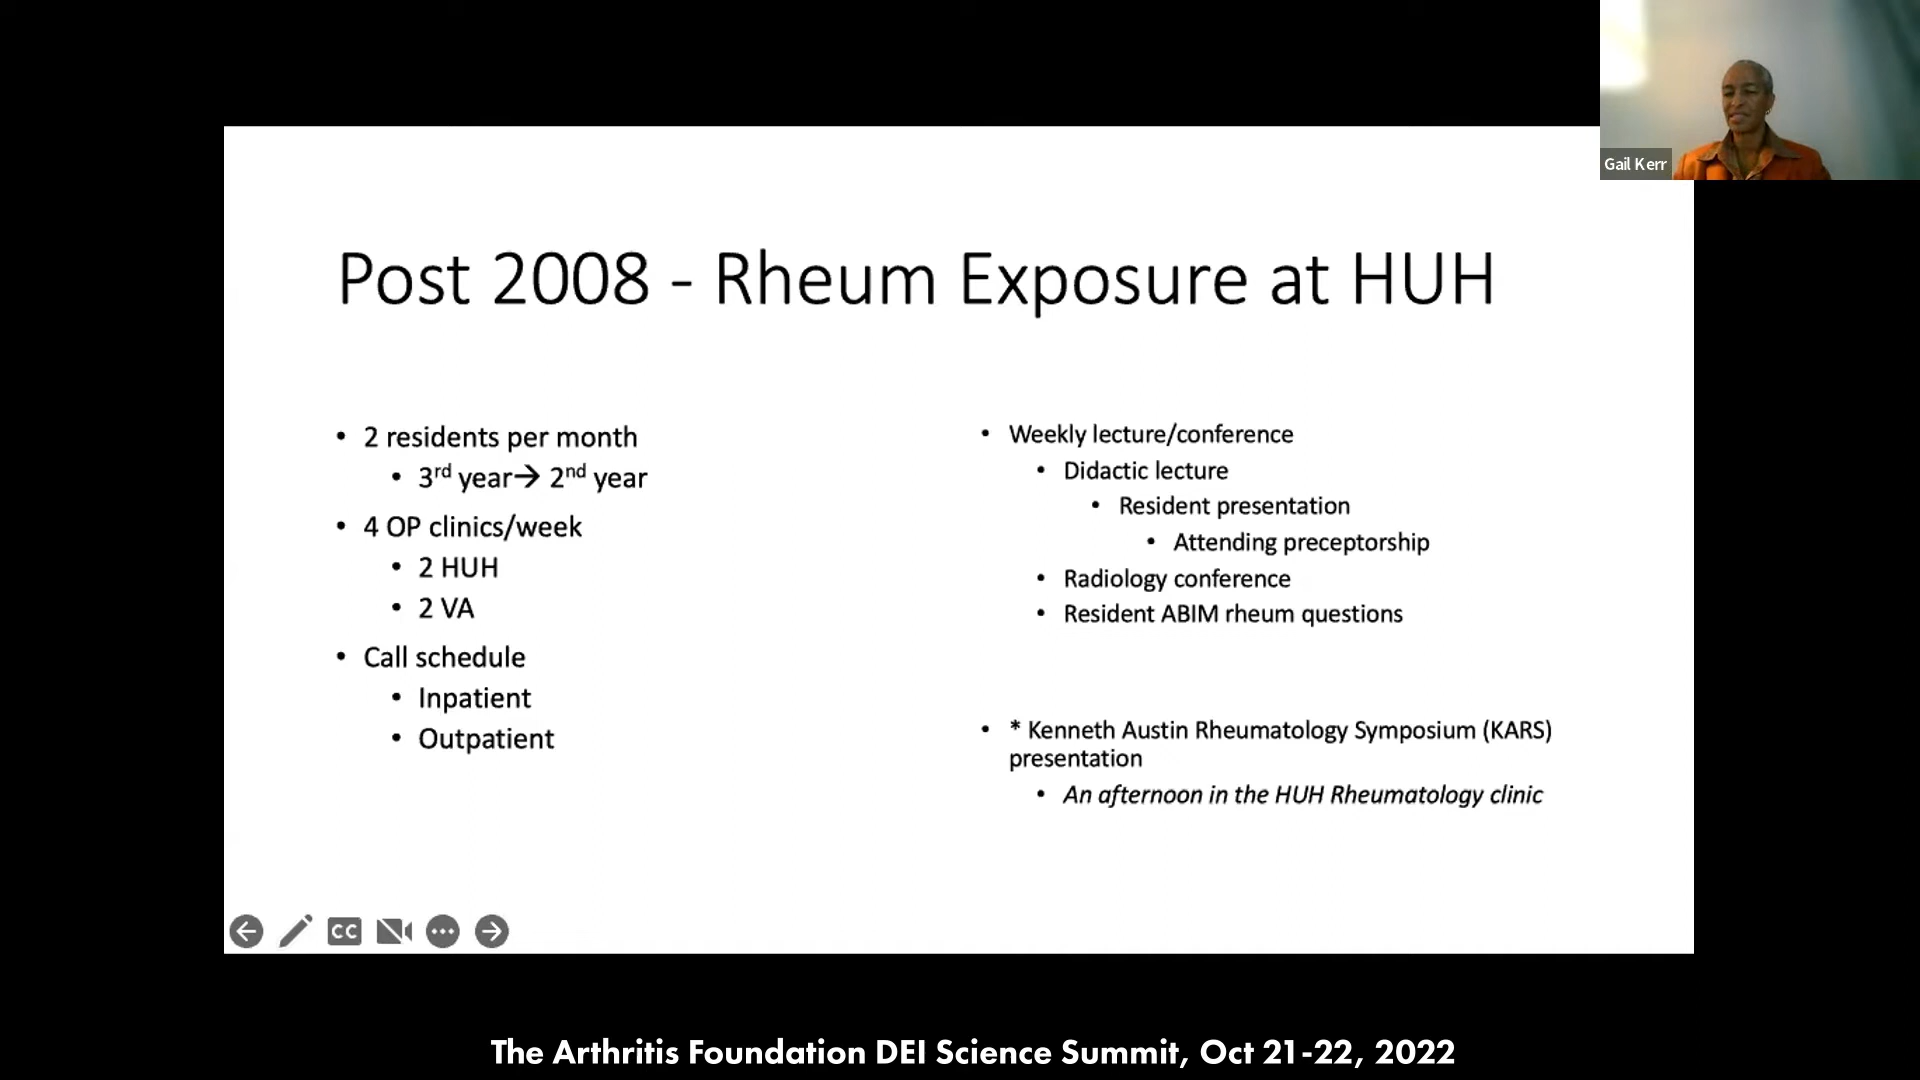 Gail Kerr
Post 2008 - Rheum Exposure at HUH
• 2 residents per month
• 3rd year→ 2nd year
• 4 OP clinics/week
• 2 HUH
• 2 VA
• Call schedule
• Inpatient
• Outpatient
• Weekly lecture/conference
• Didactic lecture
• Resident presentation
• Attending preceptorship
• Radiology conference
• Resident ABIM rheum questions
• * Kenneth Austin Rheumatology Symposium (KARS)
presentation
• An afternoon in the HUH Rheumatology clinic
CC
The Arthritis Foundation DEI Science Summit, Oct 21-22, 2022